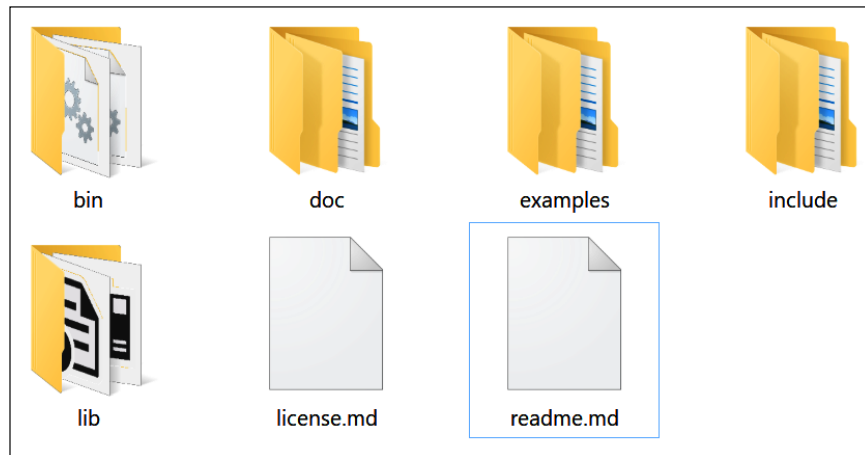 bin
doc
examples
include
lib
license.md
readme.md